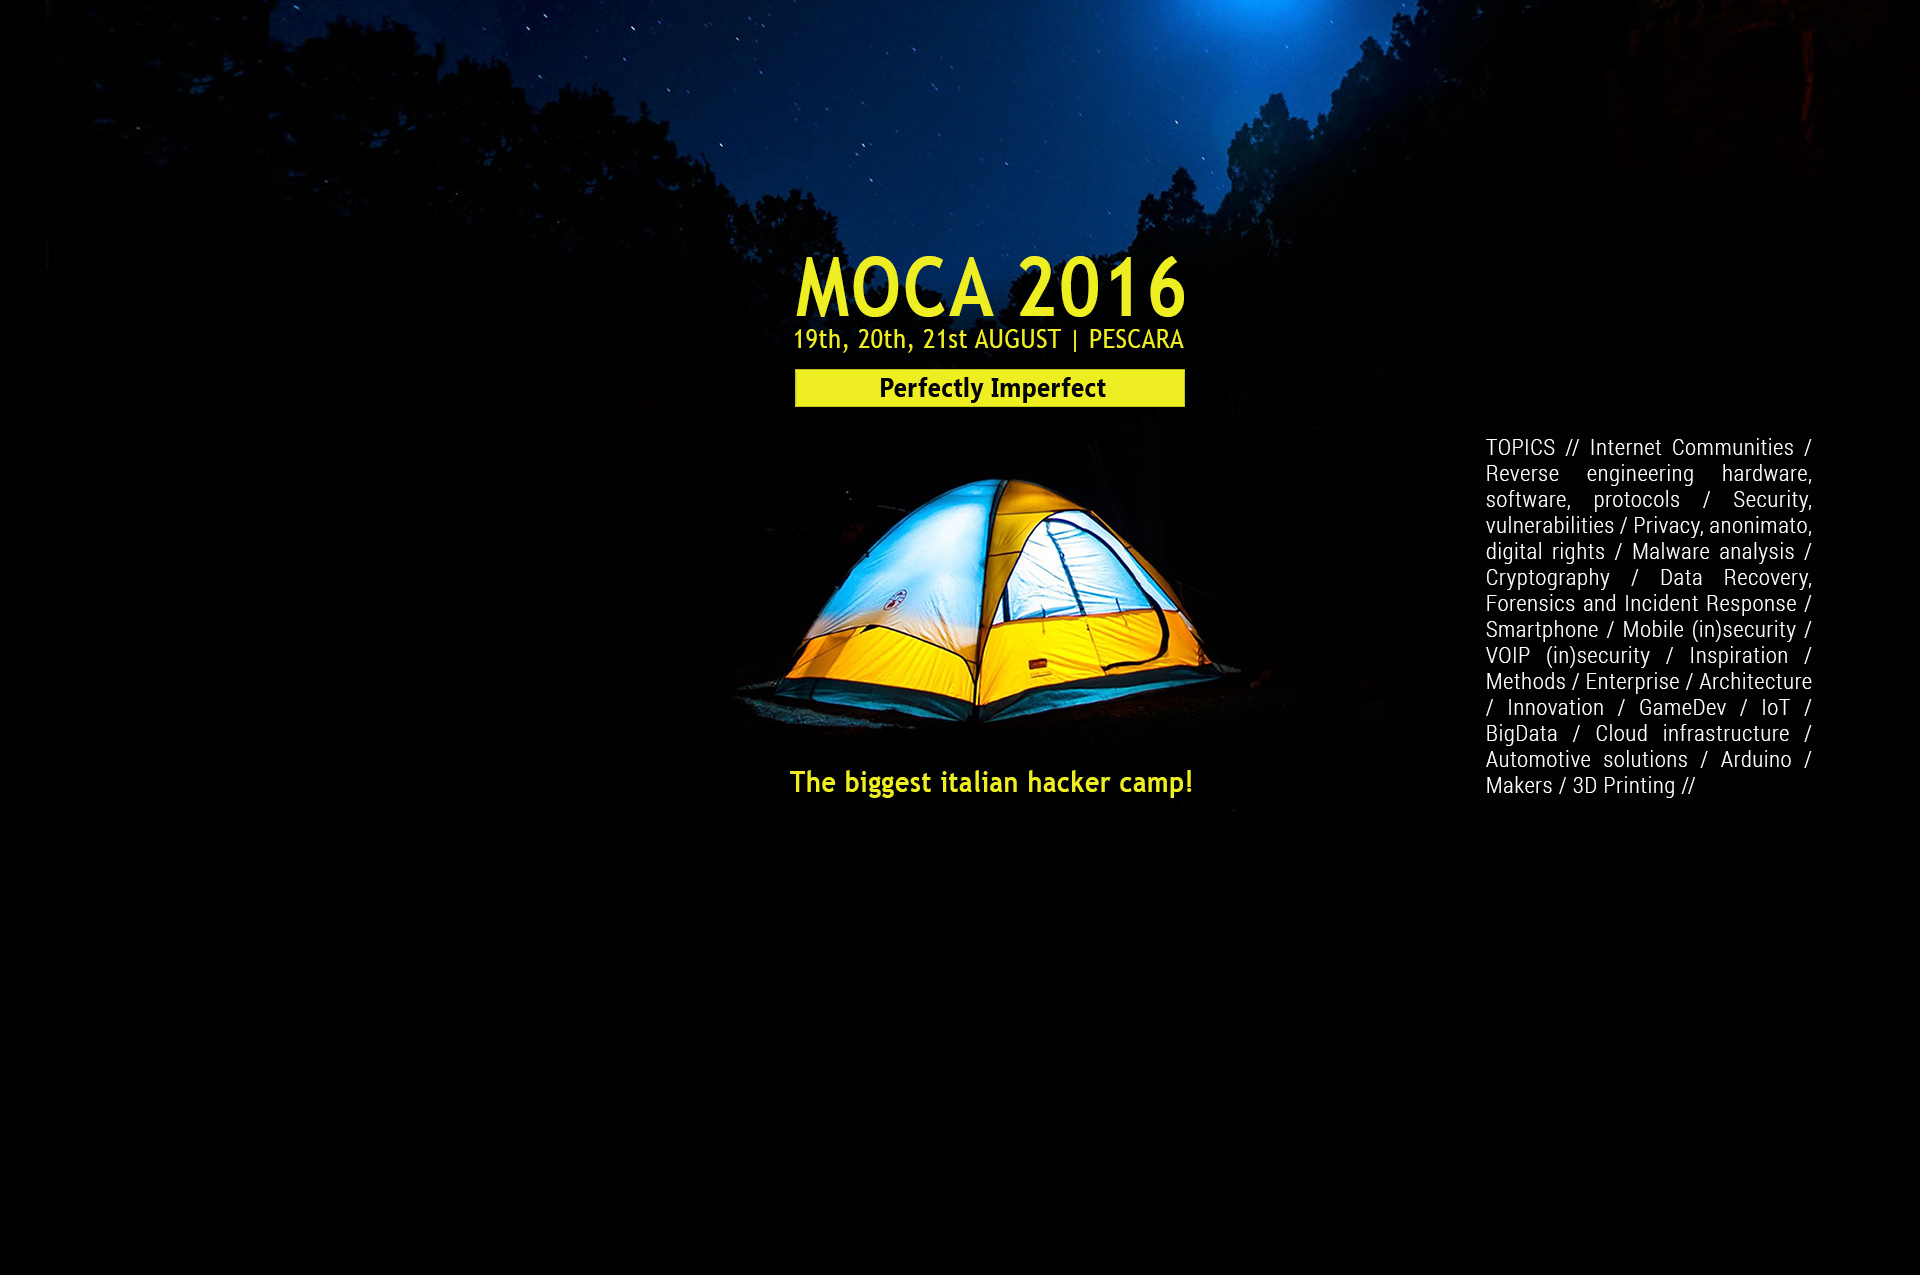 MOCA 2016
19th, 20th, 21st AUGUST | PESCARA
Perfectly Imperfect
The biggest italian hacker camp!
TOPICS // Internet Communities /
Reverse engineering hardware,
software, protocols / Security,
vulnerabilities / Privacy, anonimato,
digital rights / Malware analysis /
Cryptography / Data Recovery,
Forensics and Incident Response /
Smartphone / Mobile (in)security /
VOIP (in)security / Inspiration /
Methods / Enterprise / Architecture
/ Innovation / GameDev / IoT /
BigData / Cloud infrastructure /
Automotive solutions / Arduino /
Makers / 3D Printing //